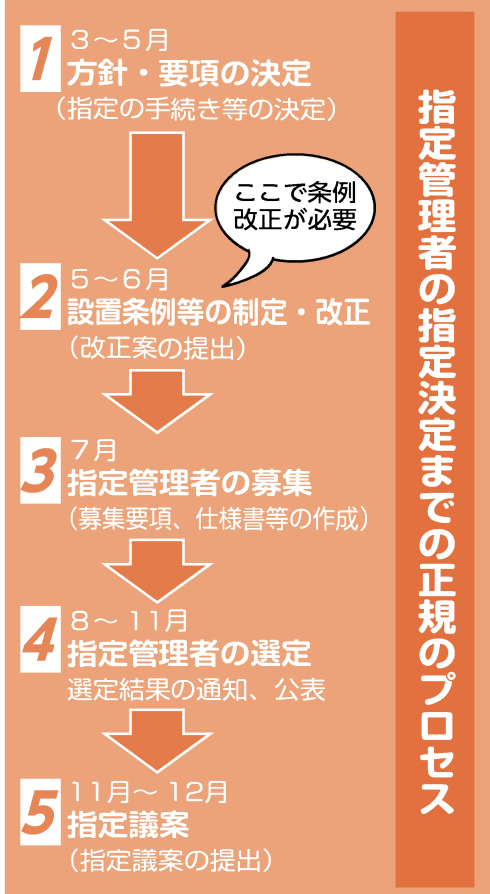 指定管理者の指定決定までの正規のプロセス
1
3～5月
方針・要項の決定
（指定の手続き等の決定）
ここで条例
改正が必要
2
5～6月
設置条例等の制定・改正
（改正案の提出）
3
7月
指定管理者の募集
（募集要項、仕様書等の作成）
4
8～11月
指定管理者の選定
選定結果の通知、公表
5
11月～12月
指定議案
（指定議案の提出）